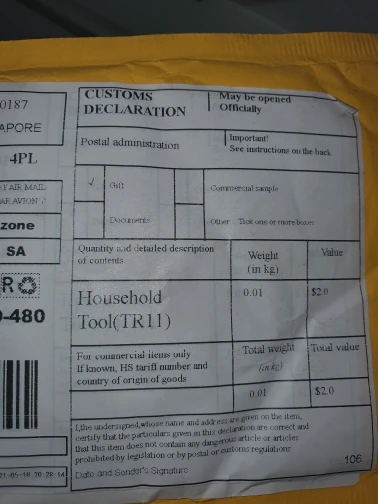 0187
APORE
4PL
Y AIR MAIL
AR AVION
zone
SA
R
-480
21-05-18 20:28:14
CUSTOMS
DECLARATION
May be opened
Officially
Postal administration
Important!
See instructions on the back
✓ Gift
Commercial sample
Documents
Other Tick one or more boxes
Quantity and detailed description
of contents
Weight
(in kg)
Value
Household
Tool(TR11)
0.01
$2.0
For commercial items only
If known, HS tariff number and
country of origin of goods
Total weight
(in kg)
Total value
0.01
$2.0
I,the undersigned,whose name and address are given on the item,
certify that the particulars given in this declaration are correct and
that this item does not contain any dangerous article or articles
prohibited by legislation or by postal or customs regulations
Date and Sender's Signature
106